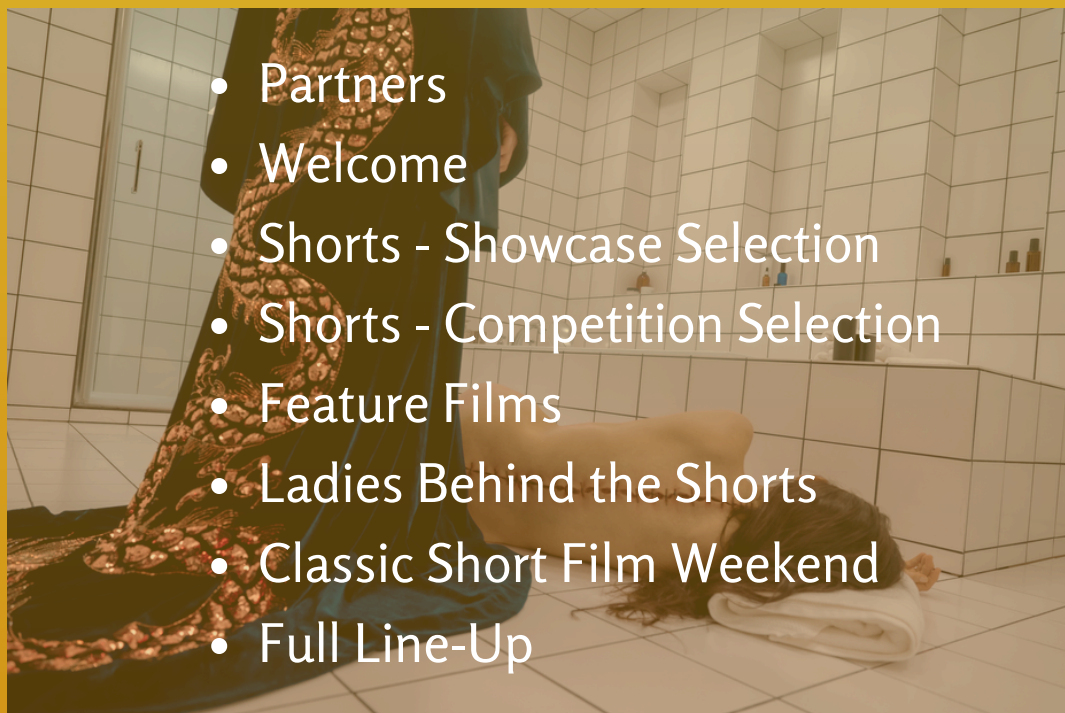 • Partners
• Welcome
• Shorts - Showcase Selection
• Shorts - Competition Selection
• Feature Films
• Ladies Behind the Shorts
• Classic Short Film Weekend
• Full Line-Up